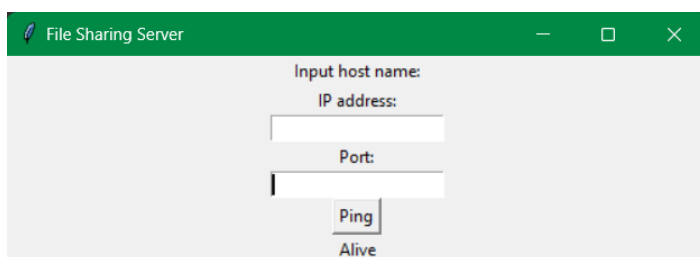 File Sharing Server
Input host name:
IP address:
Port:
Ping
Alive